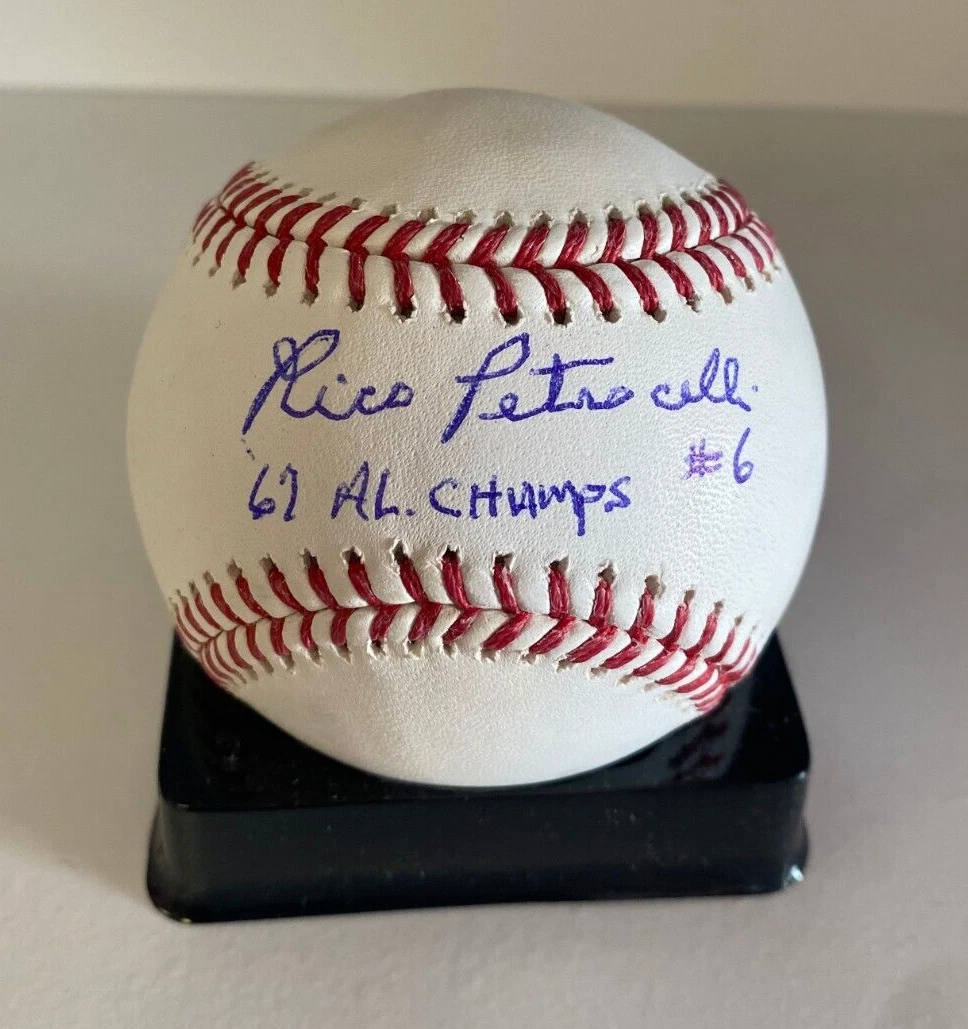 Rico Petrocelli
#6
67 AL. CHAMPS